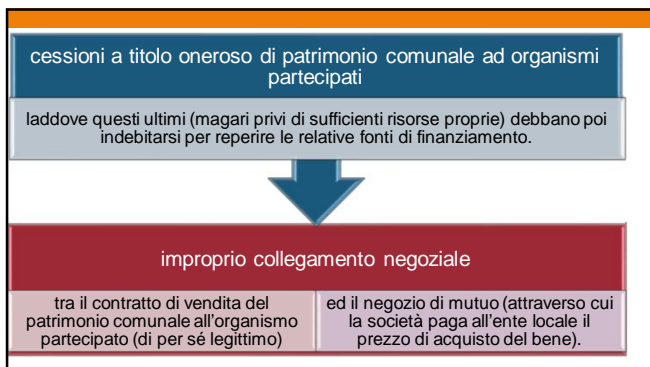 cessioni a titolo oneroso di patrimonio comunale ad organismi
partecipati
laddove questi ultimi (magari privi di sufficienti risorse proprie) debbano poi
indebitarsi per reperire le relative fonti di finanziamento.
improprio collegamento negoziale
tra il contratto di vendita del
patrimonio comunale all'organismo
partecipato (di per sé legittimo)
ed il negozio di mutuo (attraverso cui
la società paga all'ente locale il
prezzo di acquisto del bene).